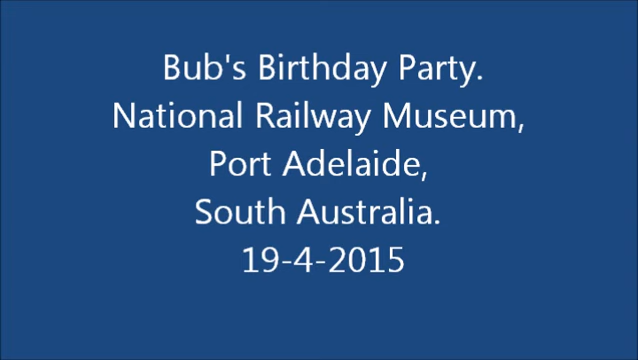 Bub's Birthday Party.
National Railway Museum,
Port Adelaide,
South Australia.
19-4-2015